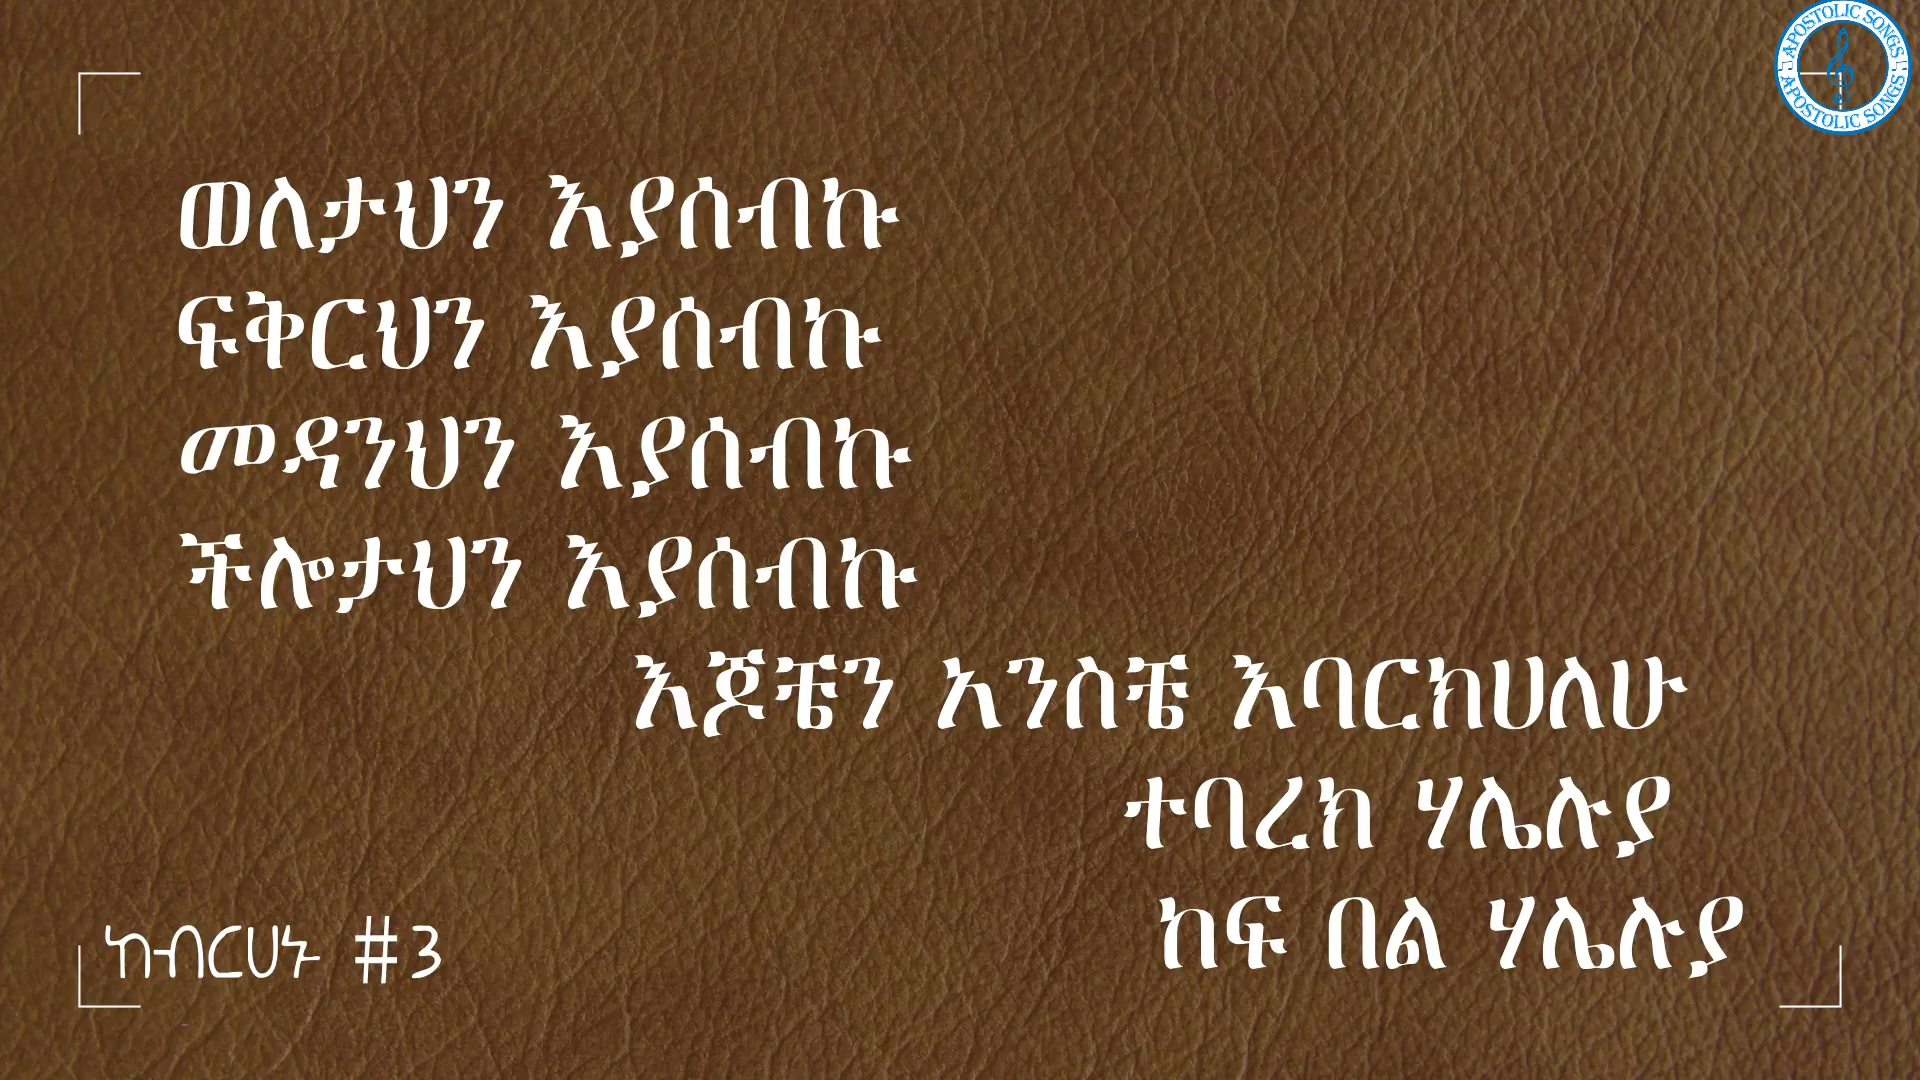 APOSTOLIC SONGS
APOSTOLIC SONGS
ወለታህን እያሰብኩ
ፍቅርህን እያሰብኩ
መዳንህን እያሰብኩ
ችሎታህን እያሰብኩ
እጆቼን አንስቼ እባርክሀለሁ
ተባረክ ሃሌሉያ
ከፍ በል ሃሌሉያ
ክብርሀኑ #3